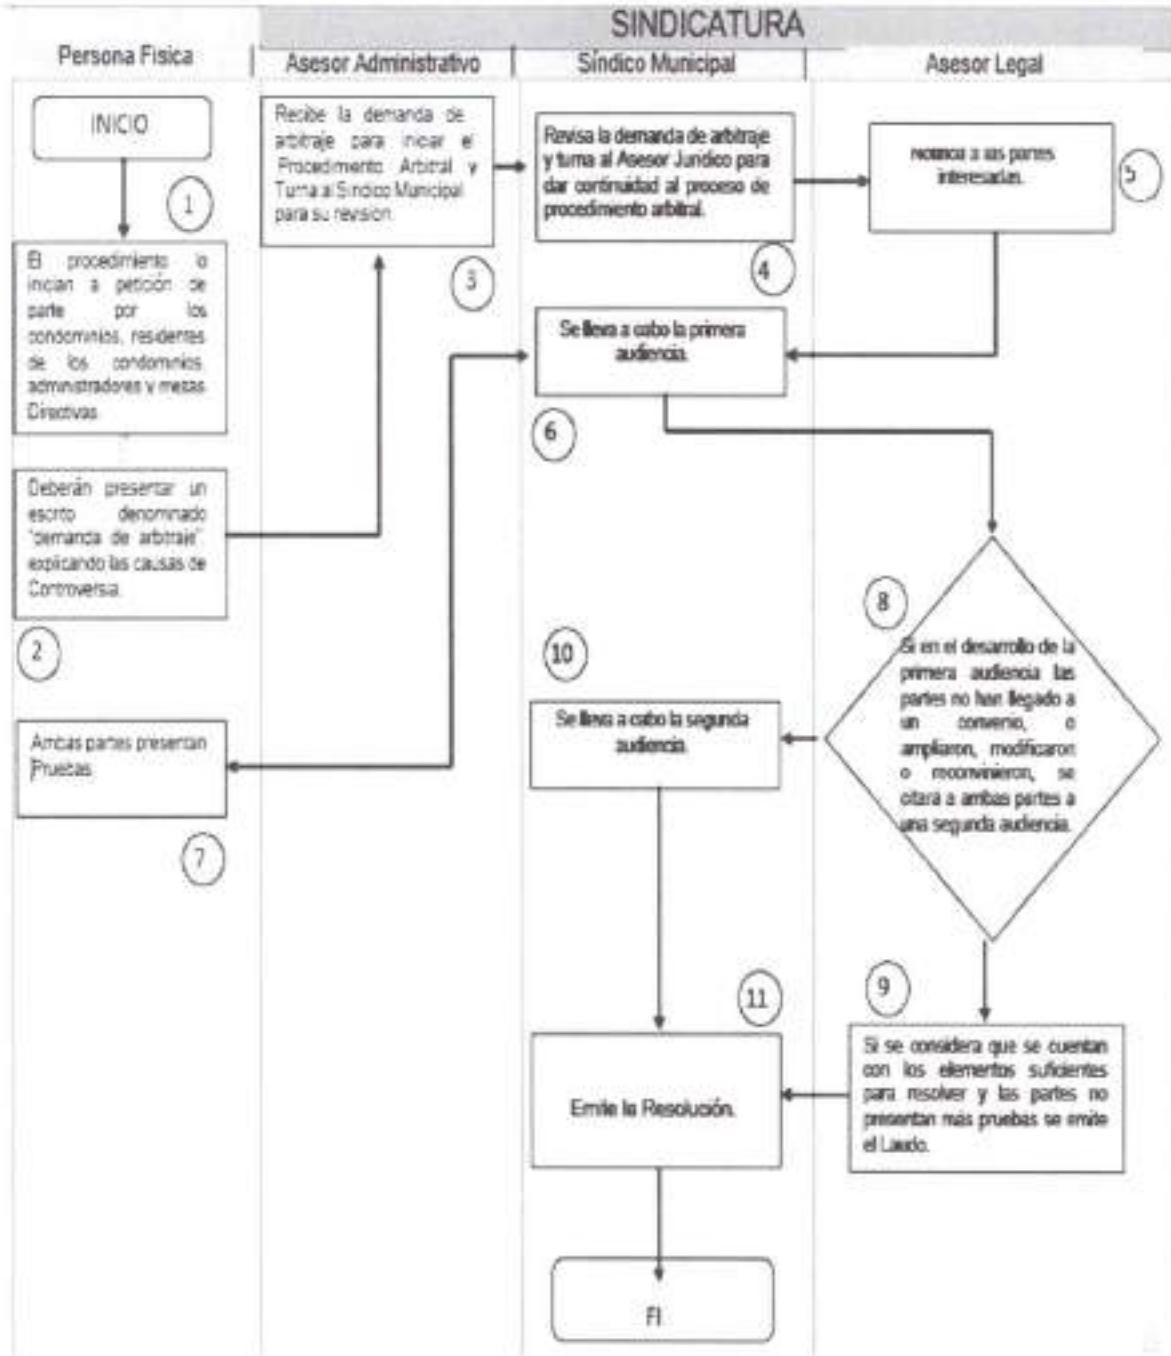 SINDICATURA
Persona Fisica
Asesor Administrativo
Síndico Municipal
Asesor Legal
INICIO
1
El procedimiento lo
inician a petición de
parte por los
condominios, residentes
de los condominios,
administradores y mesas
Directivas.
Deberán presentar un
escrito denominado
"demanda de arbitraje",
explicando las causas de
Controversia.
2
Recibe la demanda de
arbitraje para iniciar el
Procedimiento Arbitral y
Turna al Sindico Municipal
para su revisión.
3
Revisa la demanda de arbitraje
y turna al Asesor Jurídico para
dar continuidad al proceso de
procedimiento arbitral.
4
Notifica a las partes
interesadas.
5
Se lleva a cabo la primera
audiencia.
6
Ambas partes presentan
Pruebas
7
8
Si en el desarrollo de la
primera audiencia las
partes no han llegado a
un convenio, o
ampliaron, modificaron
o reconvinieron, se
citará a ambas partes a
una segunda audiencia.
10
Se lleva a cabo la segunda
audiencia.
9
Si se considera que se cuentan
con los elementos suficientes
para resolver y las partes no
presentan más pruebas se emite
el Laudo.
11
Emite la Resolución.
FI